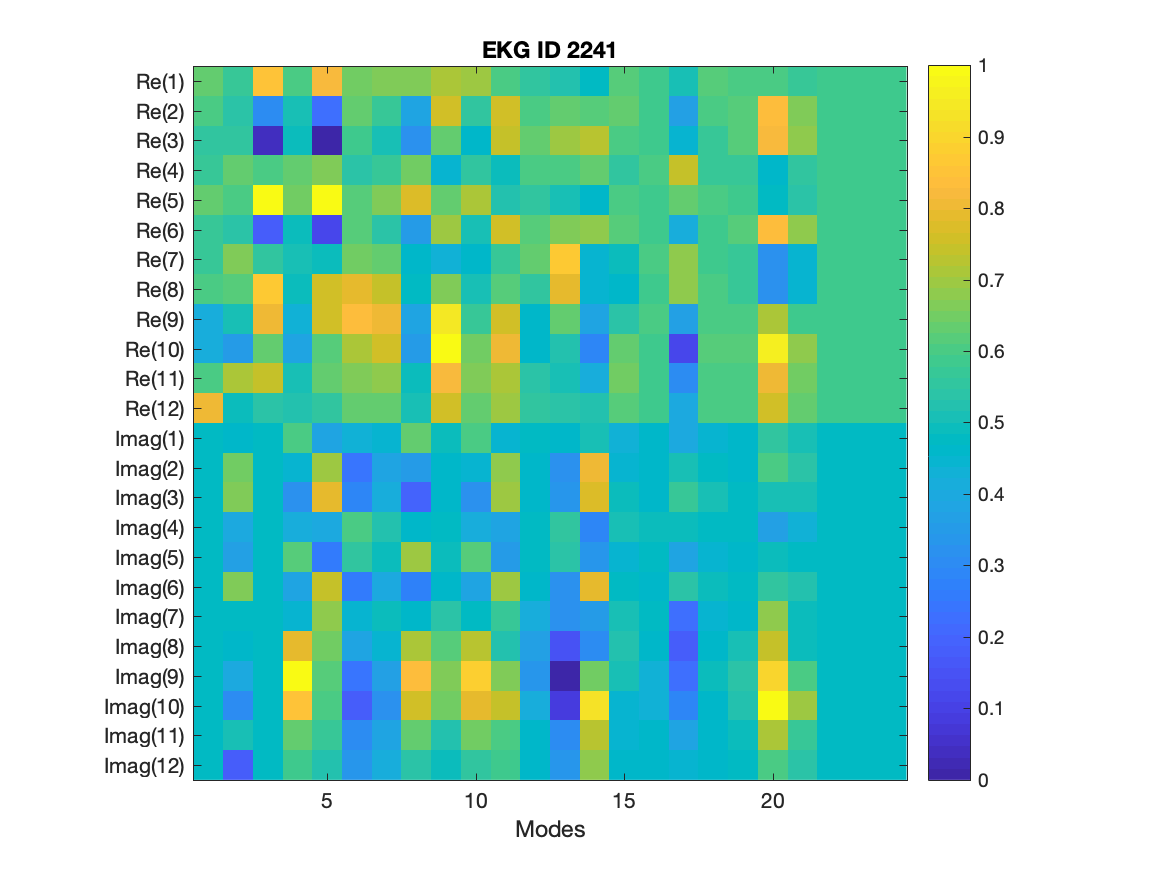 EKG ID 2241
Re(1)
Re(2)
Re(3)
Re(4)
Re(5)
Re(6)
Re(7)
Re(8)
Re(9)
Re(10)
Re(11)
Re(12)
Imag(1)
Imag(2)
Imag(3)
Imag(4)
Imag(5)
Imag(6)
Imag(7)
Imag(8)
Imag(9)
Imag(10)
Imag(11)
Imag(12)
5 10 15 20
Modes
1
0.9
0.8
0.7
0.6
0.5
0.4
0.3
0.2
0.1
0